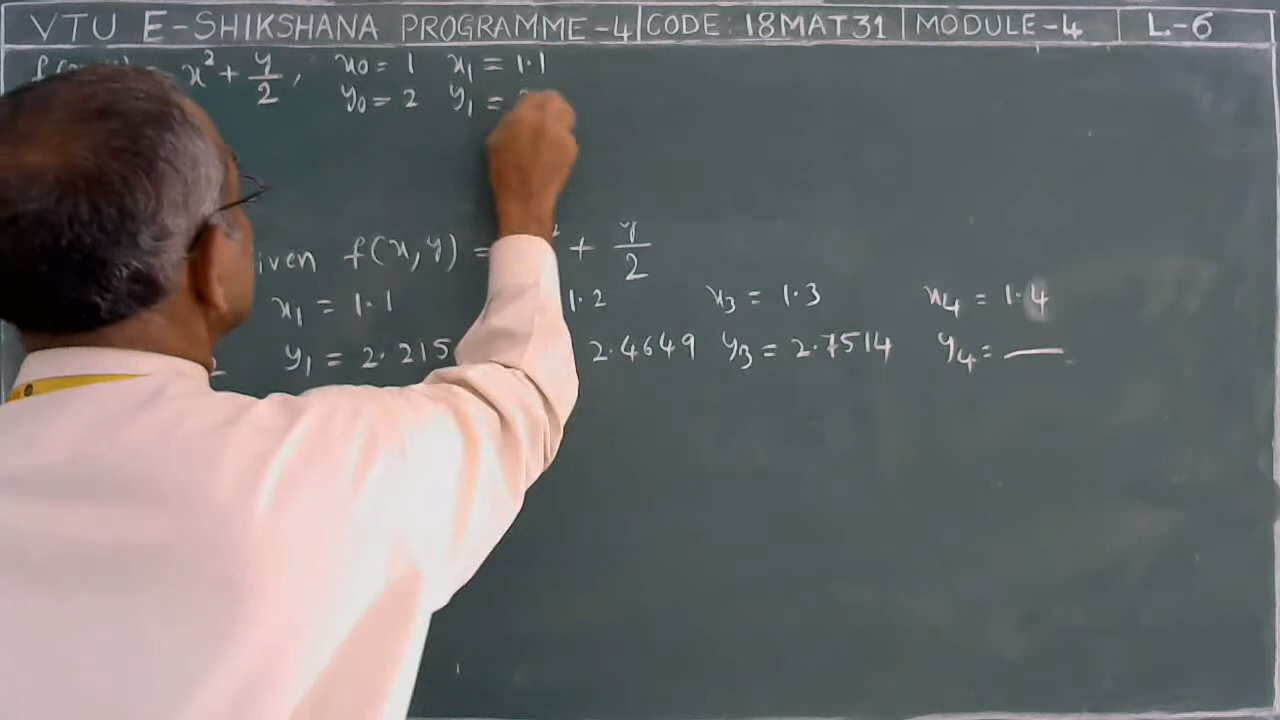 VTU E-SHIKSHANA PROGRAMME-4 CODE: 18MAT31 MODULE-4 L-6
x² + y/2, x0 = 1 x1 = 1.1
y0 = 2 y1 =
f(x,y) = + y/2
x1 = 1.1 1.2 x3 = 1.3 x4 = 1.4
y1 = 2.215 2.4649 y3 = 2.7514 y4 = —